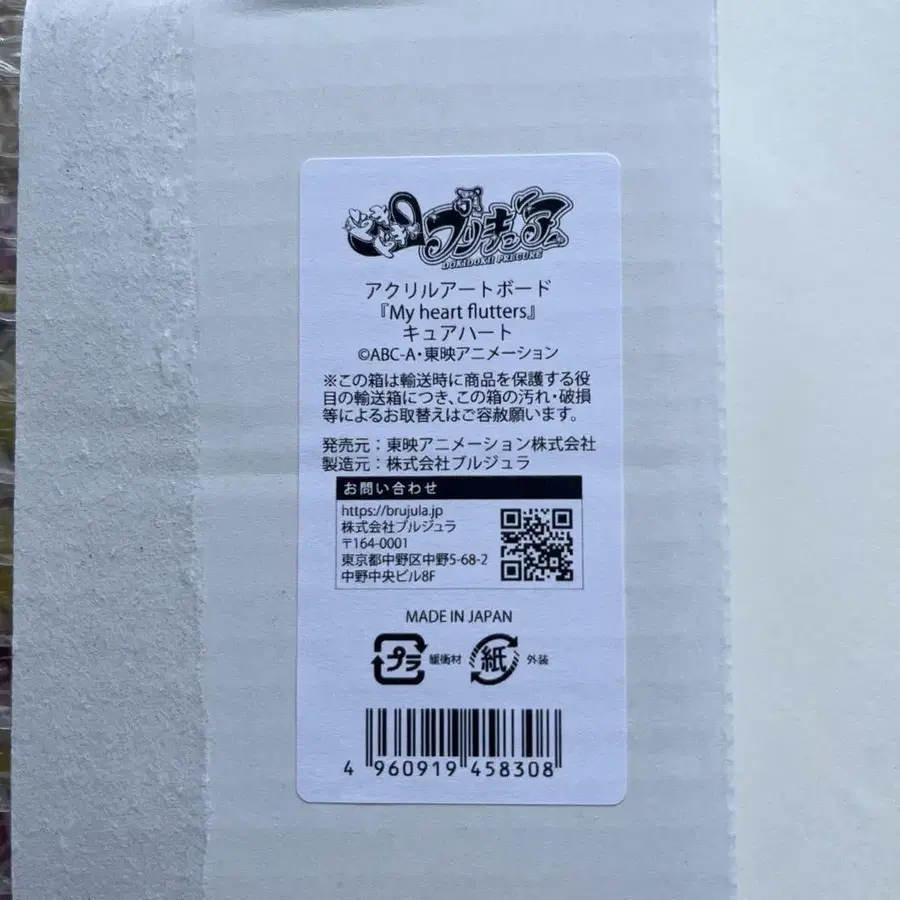 ドキドキ!プリキュア
DOKIDOKI! PRECURE
アクリルアートボード
『My heart flutters』
キュアハート
©ABC-A・東映アニメーション
※この箱は輸送時に商品を保護する役
目の輸送箱につき、この箱の汚れ・破損
等によるお取替えはご容赦願います。
発売元：東映アニメーション株式会社
製造元：株式会社ブルジュラ
お問い合わせ
https://brujula.jp
株式会社ブルジュラ
〒164-0001
東京都中野区中野5-68-2
中野中央ビル8F
MADE IN JAPAN
プラ 緩衝材 紙 外装
4 960919 458308